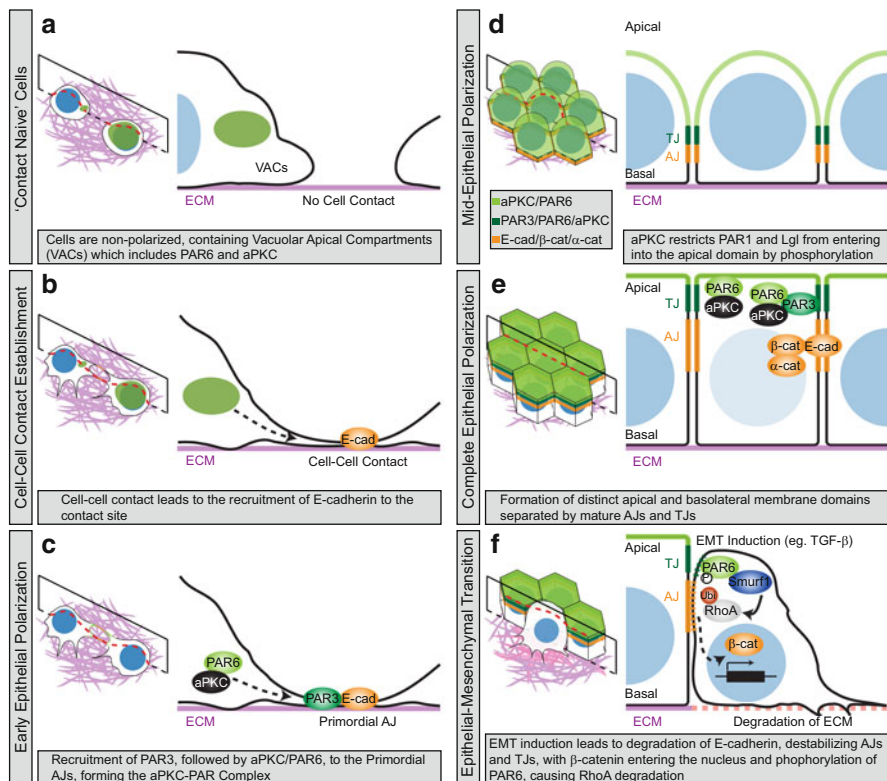 'Contact Naive' Cells
a
VACs
ECM
No Cell Contact
Cells are non-polarized, containing Vacuolar Apical Compartments
(VACs) which includes PAR6 and aPKC
Cell-Cell Contact Establishment
b
E-cad
ECM
Cell-Cell Contact
Cell-cell contact leads to the recruitment of E-cadherin to the
contact site
Early Epithelial Polarization
c
PAR6
aPKC
PAR3
E-cad
ECM
Primordial AJ
Recruitment of PAR3, followed by aPKC/PAR6, to the Primordial
AJs, forming the aPKC-PAR Complex
Mid-Epithelial Polarization
d
Apical
TJ
AJ
Basal
ECM
aPKC/PAR6
PAR3/PAR6/aPKC
E-cad/β-cat/α-cat
aPKC restricts PAR1 and Lgl from entering
into the apical domain by phosphorylation
Complete Epithelial Polarization
e
Apical
TJ
AJ
PAR6
aPKC
PAR6
aPKC
PAR3
β-cat
E-cad
α-cat
Basal
ECM
Formation of distinct apical and basolateral membrane domains
separated by mature AJs and TJs
Epithelial-Mesenchymal Transition
f
EMT Induction (eg. TGF-β)
Apical
TJ
AJ
PAR6
P
Smurf1
Ubi
RhoA
β-cat
Basal
ECM
Degradation of ECM
EMT induction leads to degradation of E-cadherin, destabilizing AJs
and TJs, with β-catenin entering the nucleus and phophorylation of
PAR6, causing RhoA degradation